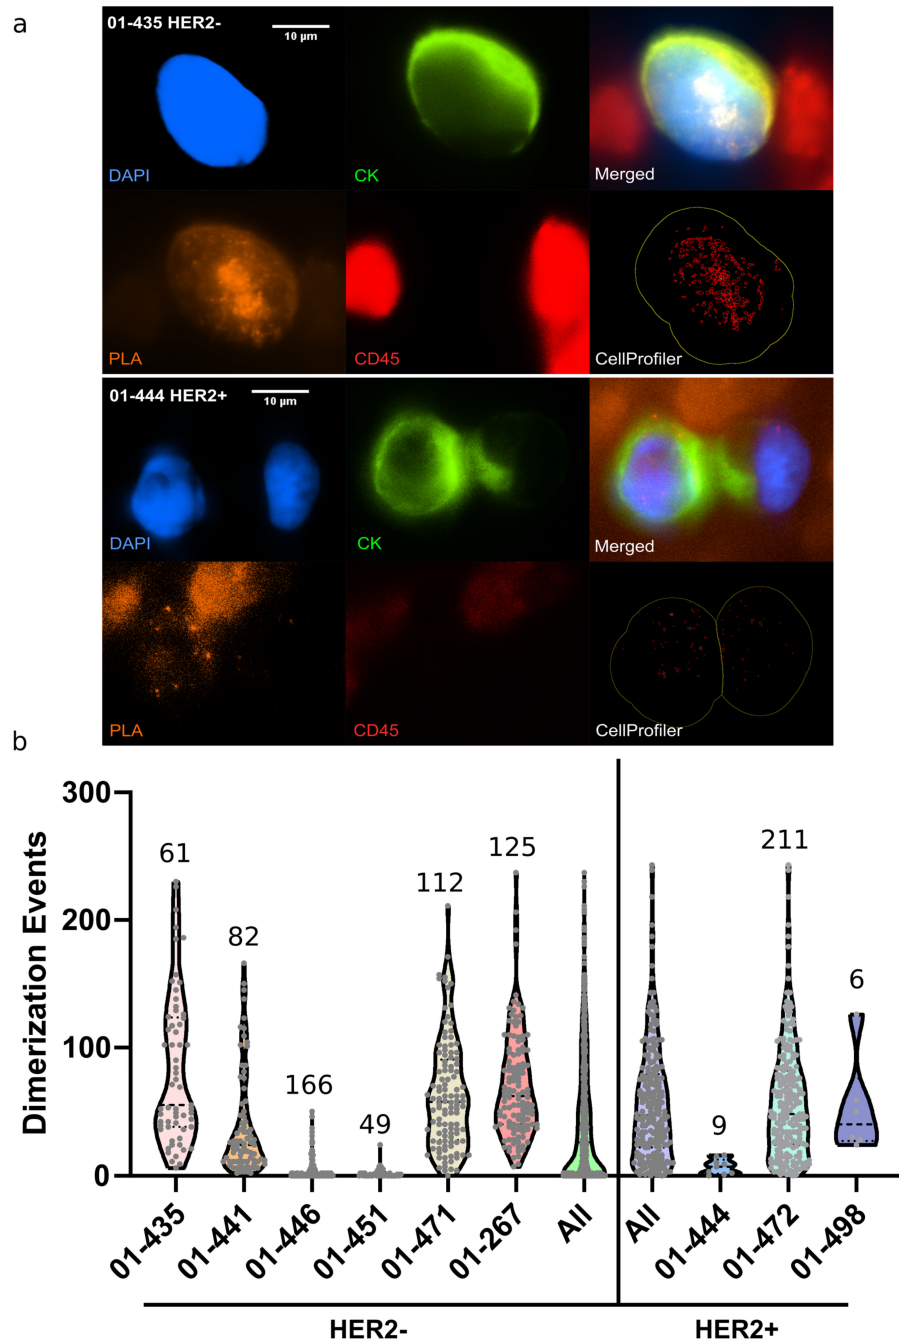 a
01-435 HER2-
10 µm
DAPI
CK
Merged
PLA
CD45
CellProfiler
01-444 HER2+
10 µm
DAPI
CK
Merged
PLA
CD45
CellProfiler
b
Dimerization Events
300
200
100
0
61
82
166
49
112
125
9
211
6
01-435
01-441
01-446
01-451
01-471
01-267
All
All
01-444
01-472
01-498
HER2-
HER2+